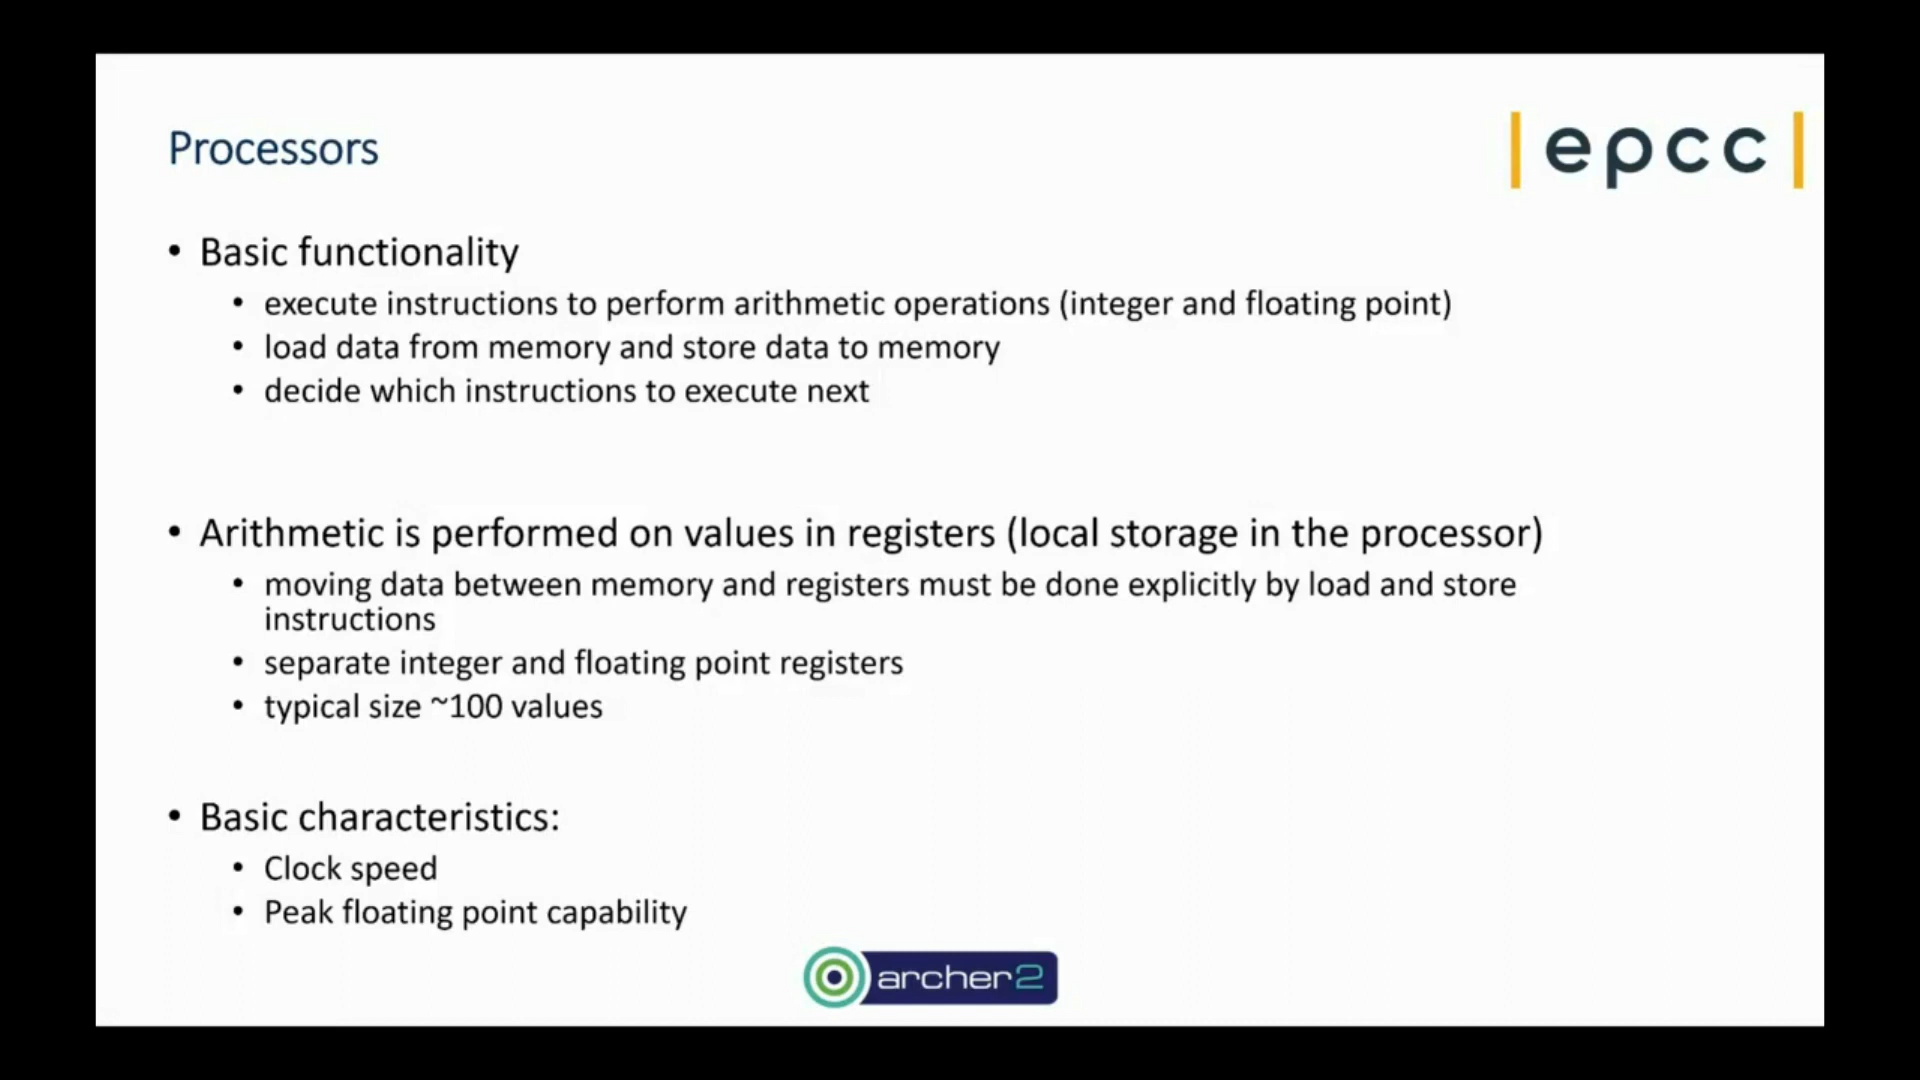 Processors
epcc
• Basic functionality
• execute instructions to perform arithmetic operations (integer and floating point)
• load data from memory and store data to memory
• decide which instructions to execute next
• Arithmetic is performed on values in registers (local storage in the processor)
• moving data between memory and registers must be done explicitly by load and store
instructions
• separate integer and floating point registers
• typical size ~100 values
• Basic characteristics:
• Clock speed
• Peak floating point capability
archer2